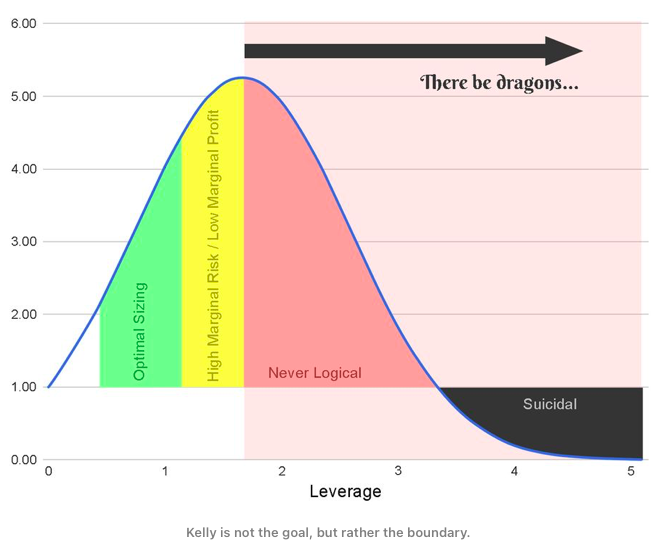 6.00
There be dragons...
5.00
4.00
3.00
2.00
1.00
0.00
Optimal Sizing
High Marginal Risk / Low Marginal Profit
Never Logical
Suicidal
0 1 2 3 4 5
Leverage
Kelly is not the goal, but rather the boundary.